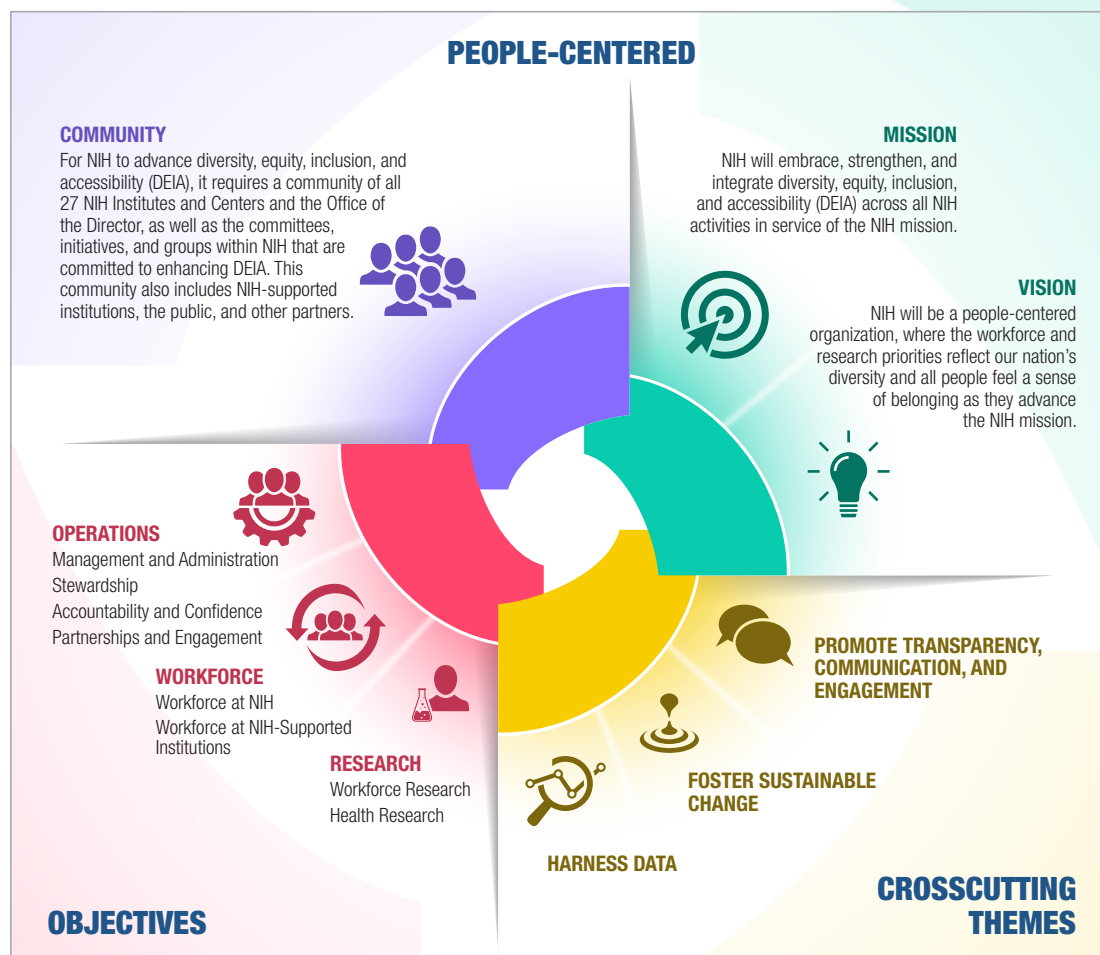 PEOPLE-CENTERED
COMMUNITY
For NIH to advance diversity, equity, inclusion, and
accessibility (DEIA), it requires a community of all
27 NIH Institutes and Centers and the Office of
the Director, as well as the committees,
initiatives, and groups within NIH that are
committed to enhancing DEIA. This
community also includes NIH-supported
institutions, the public, and other partners.
MISSION
NIH will embrace, strengthen, and
integrate diversity, equity, inclusion,
and accessibility (DEIA) across all NIH
activities in service of the NIH mission.
VISION
NIH will be a people-centered
organization, where the workforce and
research priorities reflect our nation's
diversity and all people feel a sense
of belonging as they advance
the NIH mission.
OPERATIONS
Management and Administration
Stewardship
Accountability and Confidence
Partnerships and Engagement
WORKFORCE
Workforce at NIH
Workforce at NIH-Supported
Institutions
RESEARCH
Workforce Research
Health Research
OBJECTIVES
PROMOTE TRANSPARENCY,
COMMUNICATION, AND
ENGAGEMENT
FOSTER SUSTAINABLE
CHANGE
HARNESS DATA
CROSSCUTTING
THEMES